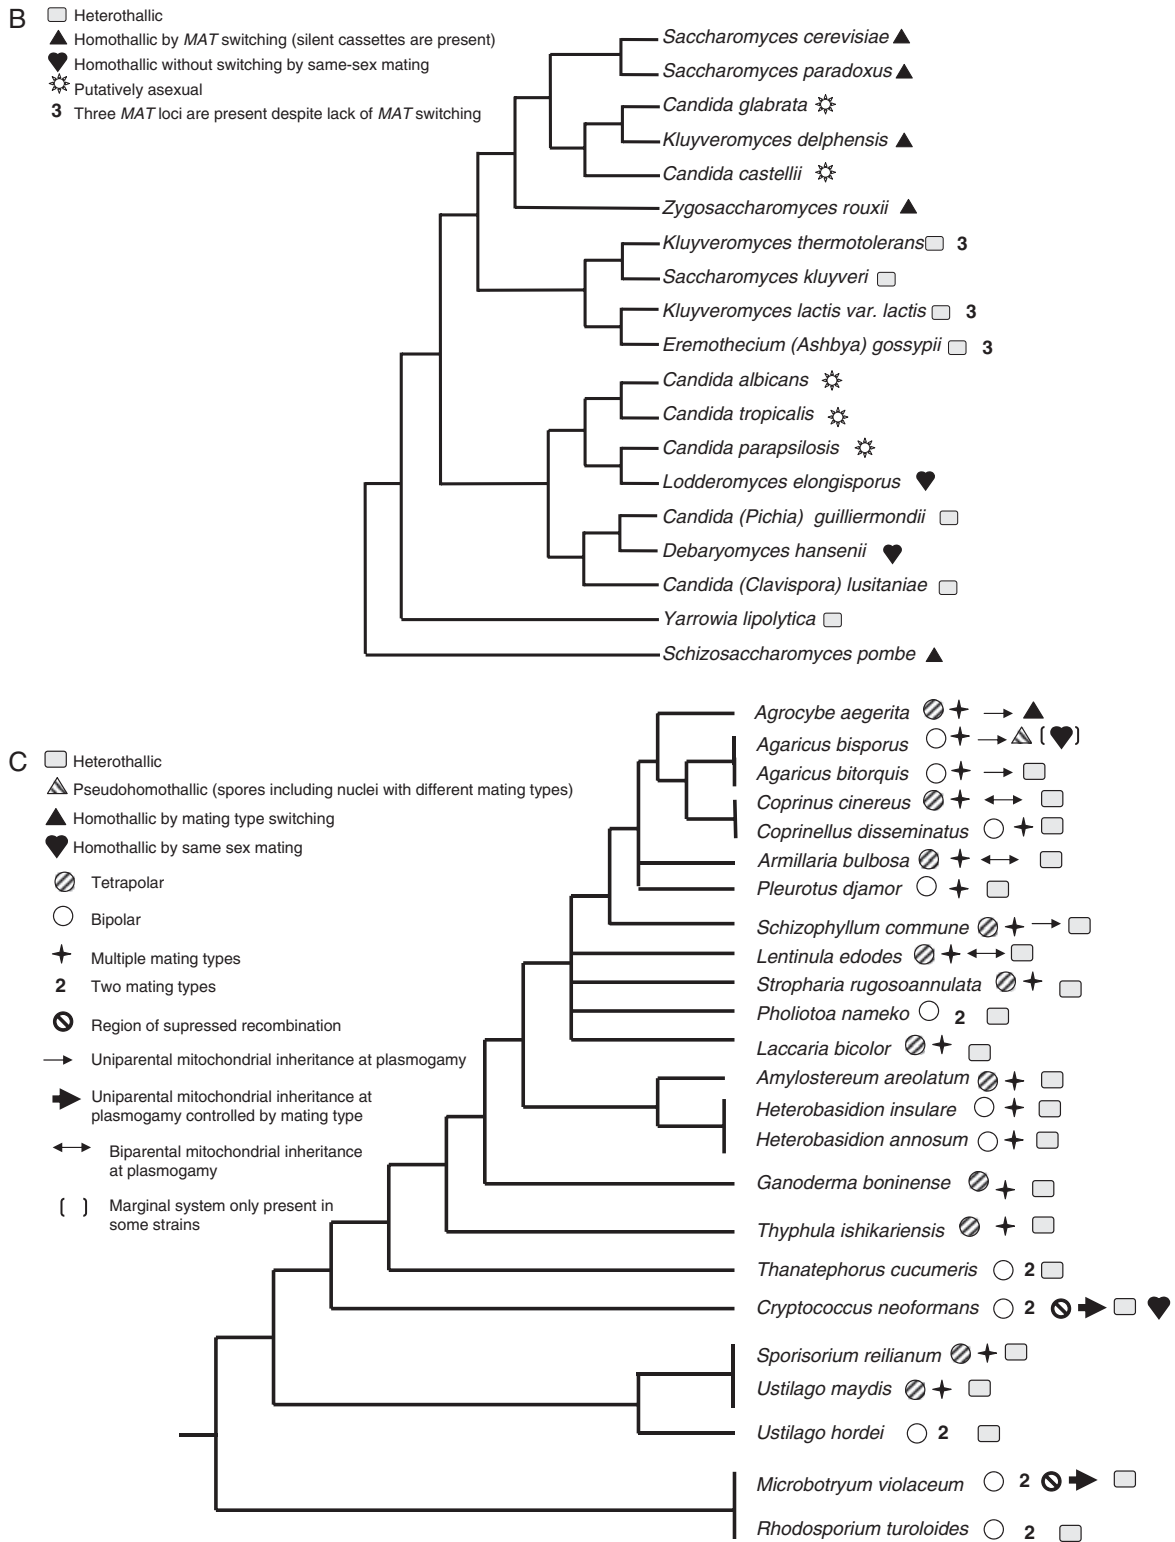 B
Heterothallic
Homothallic by MAT switching (silent cassettes are present)
Homothallic without switching by same-sex mating
Putatively asexual
3 Three MAT loci are present despite lack of MAT switching
Saccharomyces cerevisiae
Saccharomyces paradoxus
Candida glabrata
Kluyveromyces delphensis
Candida castellii
Zygosaccharomyces rouxii
Kluyveromyces thermotolerans 3
Saccharomyces kluyveri
Kluyveromyces lactis var. lactis 3
Eremothecium (Ashbya) gossypii 3
Candida albicans
Candida tropicalis
Candida parapsilosis
Lodderomyces elongisporus
Candida (Pichia) guilliermondii
Debaryomyces hansenii
Candida (Clavispora) lusitaniae
Yarrowia lipolytica
Schizosaccharomyces pombe
C
Heterothallic
Pseudohomothallic (spores including nuclei with different mating types)
Homothallic by mating type switching
Homothallic by same sex mating
Tetrapolar
Bipolar
Multiple mating types
2 Two mating types
Region of supressed recombination
Uniparental mitochondrial inheritance at plasmogamy
Uniparental mitochondrial inheritance at
plasmogamy controlled by mating type
Biparental mitochondrial inheritance
at plasmogamy
( ) Marginal system only present in
some strains
Agrocybe aegerita
Agaricus bisporus ( )
Agaricus bitorquis
Coprinus cinereus
Coprinellus disseminatus
Armillaria bulbosa
Pleurotus djamor
Schizophyllum commune
Lentinula edodes
Stropharia rugosoannulata
Pholiotoa nameko 2
Laccaria bicolor
Amylostereum areolatum
Heterobasidion insulare
Heterobasidion annosum
Ganoderma boninense
Thyphula ishikariensis
Thanatephorus cucumeris 2
Cryptococcus neoformans 2
Sporisorium reilianum
Ustilago maydis
Ustilago hordei 2
Microbotryum violaceum 2
Rhodosporium turoloides 2